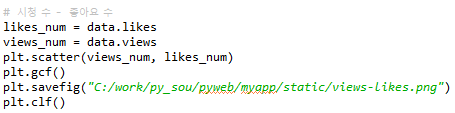 # 시청 수 - 좋아요 수
likes_num = data.likes
views_num = data.views
plt.scatter(views_num, likes_num)
plt.gcf()
plt.savefig("C:/work/py_sou/pyweb/myapp/static/views-likes.png")
plt.clf()